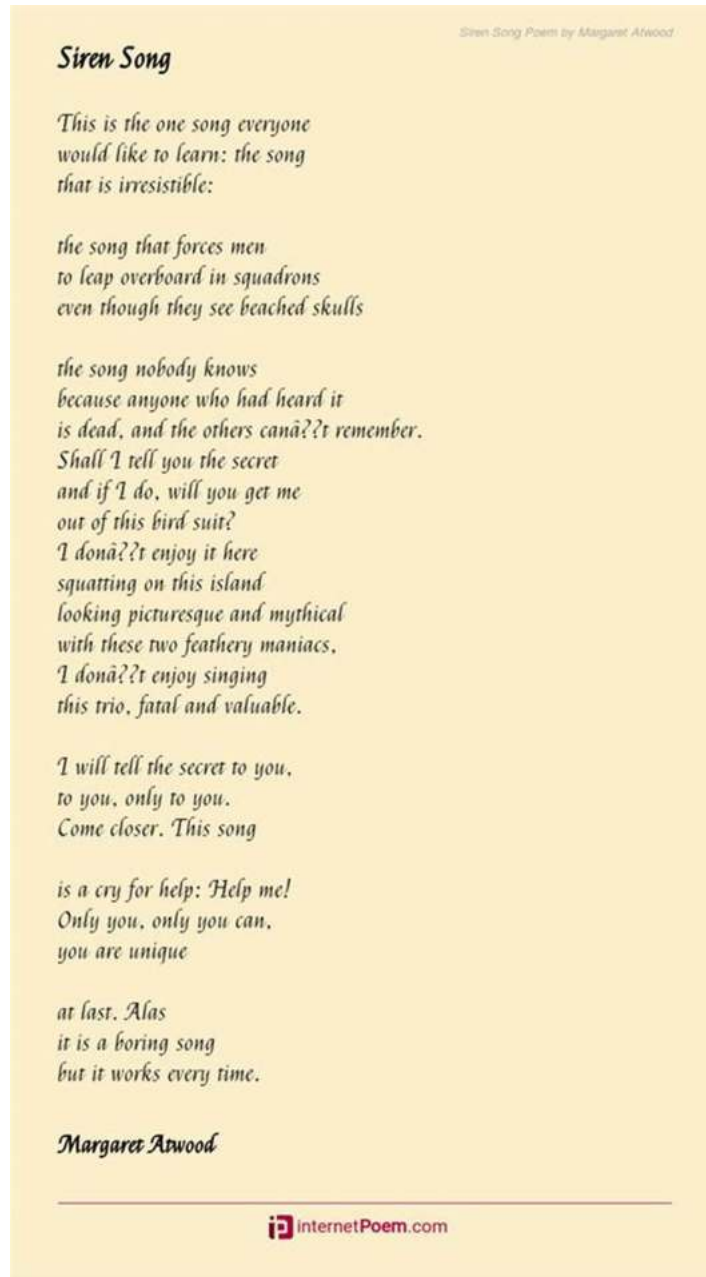 Siren Song Poem by Margaret Atwood
Siren Song
This is the one song everyone
would like to learn: the song
that is irresistible:
the song that forces men
to leap overboard in squadrons
even though they see beached skulls
the song nobody knows
because anyone who had heard it
is dead, and the others canâ??t remember.
Shall I tell you the secret
and if I do, will you get me
out of this bird suit?
I donâ??t enjoy it here
squatting on this island
looking picturesque and mythical
with these two feathery maniacs,
I donâ??t enjoy singing
this trio, fatal and valuable.
I will tell the secret to you,
to you, only to you.
Come closer. This song
is a cry for help: Help me!
Only you, only you can,
you are unique
at last. Alas
it is a boring song
but it works every time.
Margaret Atwood
internetPoem.com